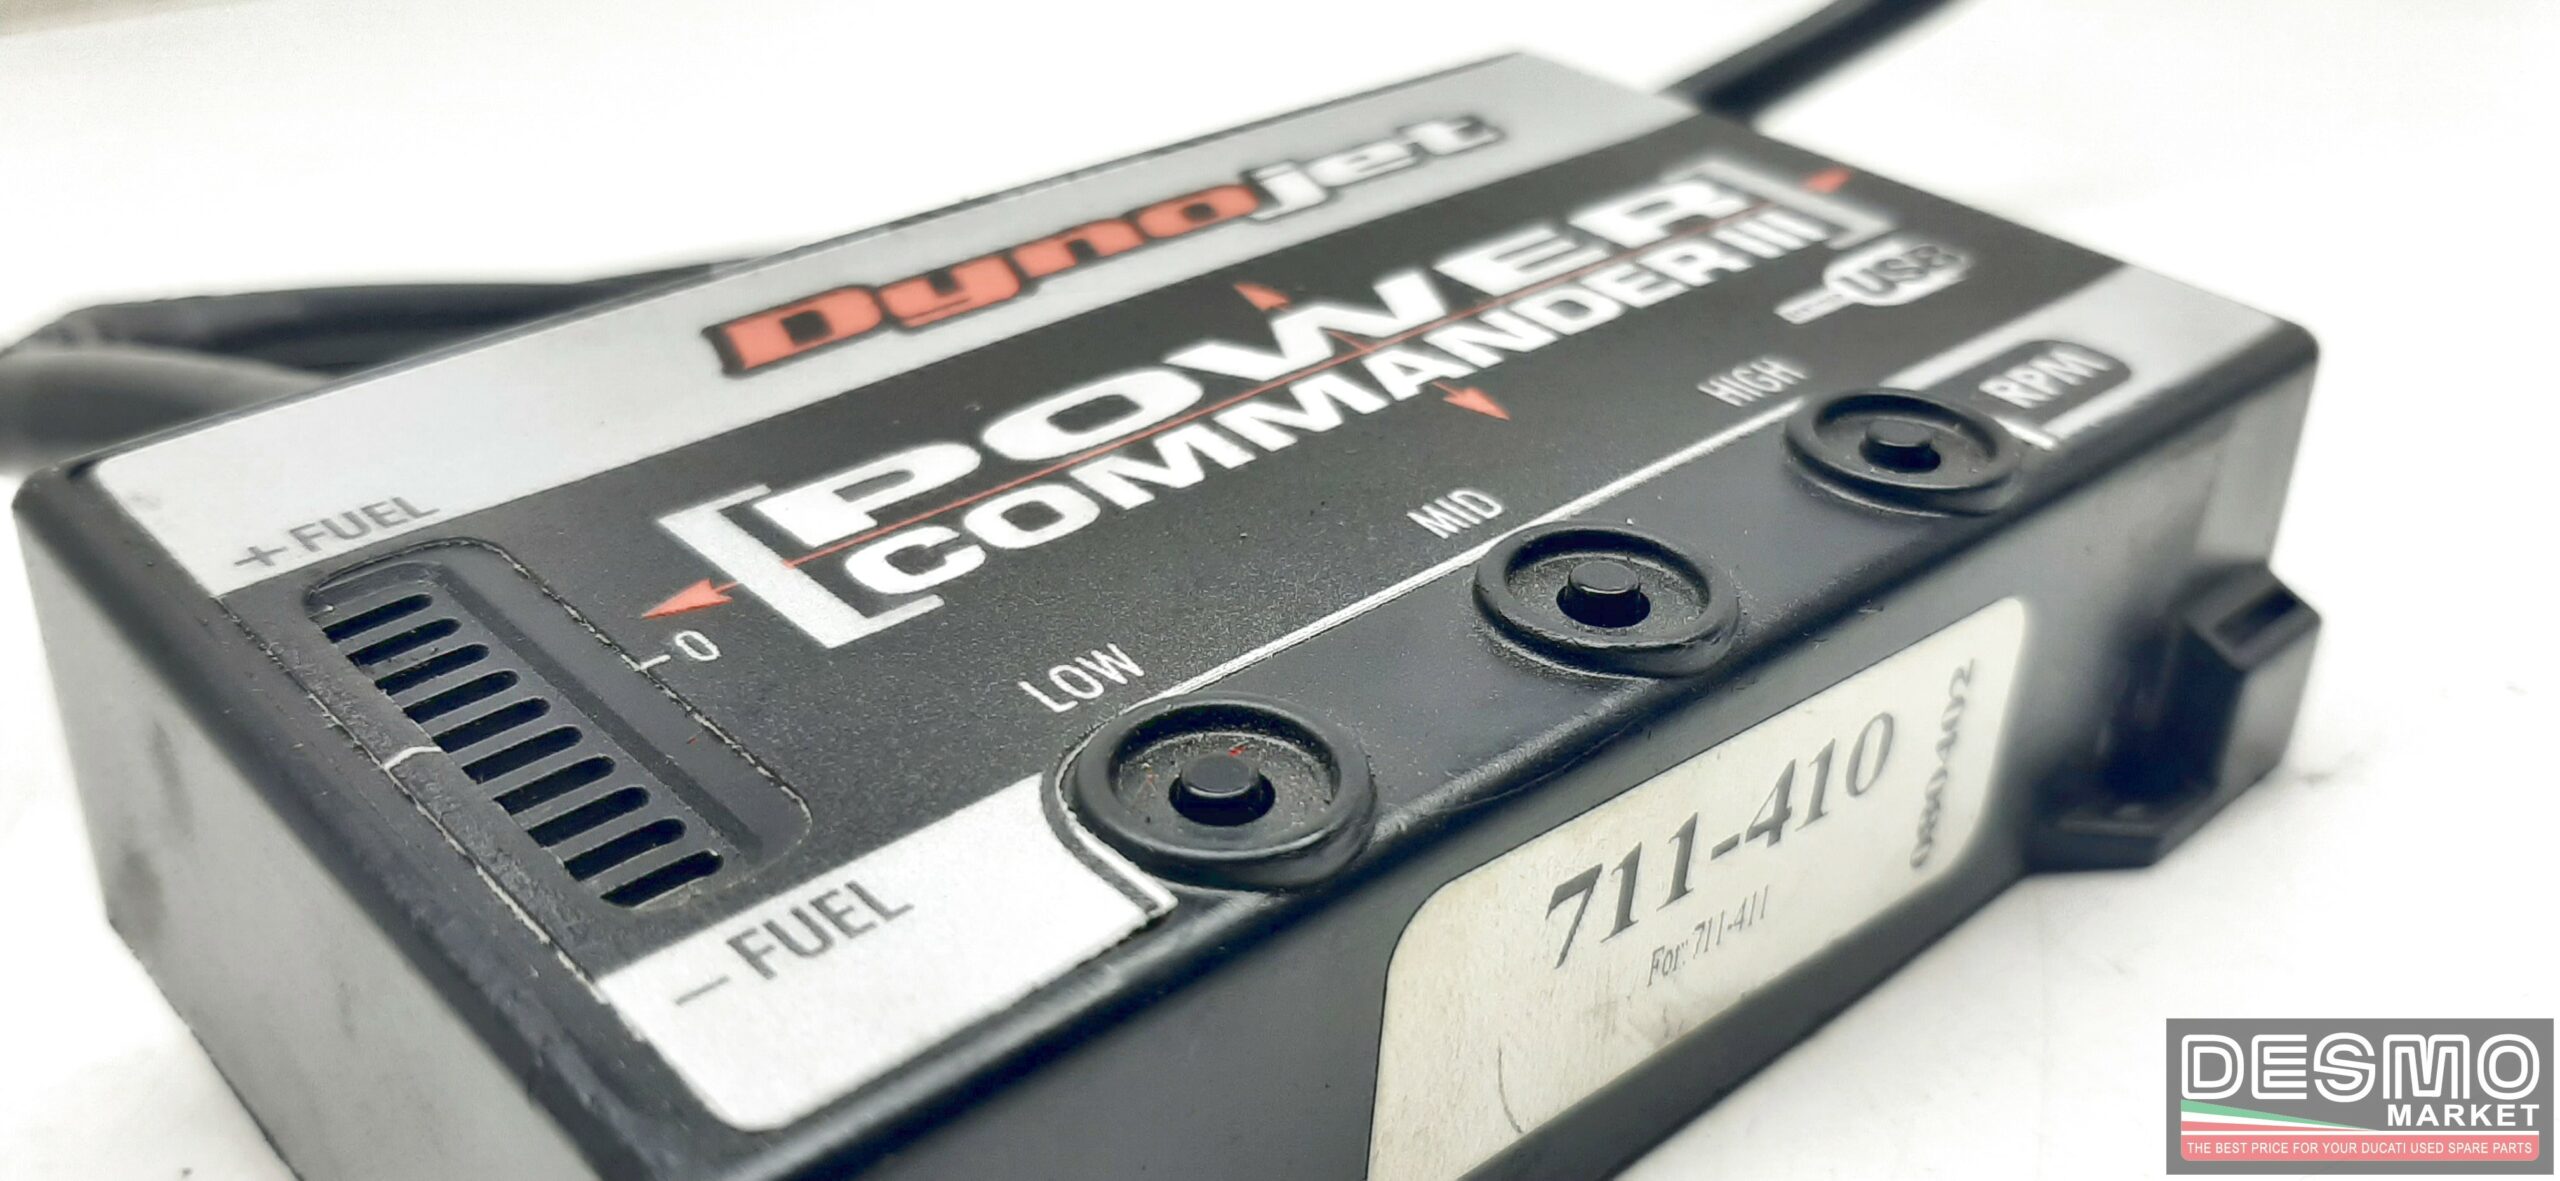 Dynojet
POWER
COMMANDER III
USB
+ FUEL
0
- FUEL
LOW
MID
HIGH
RPM
711-410
For: 711-411
0880402
DESMO
MARKET
THE BEST PRICE FOR YOUR DUCATI USED SPARE PARTS